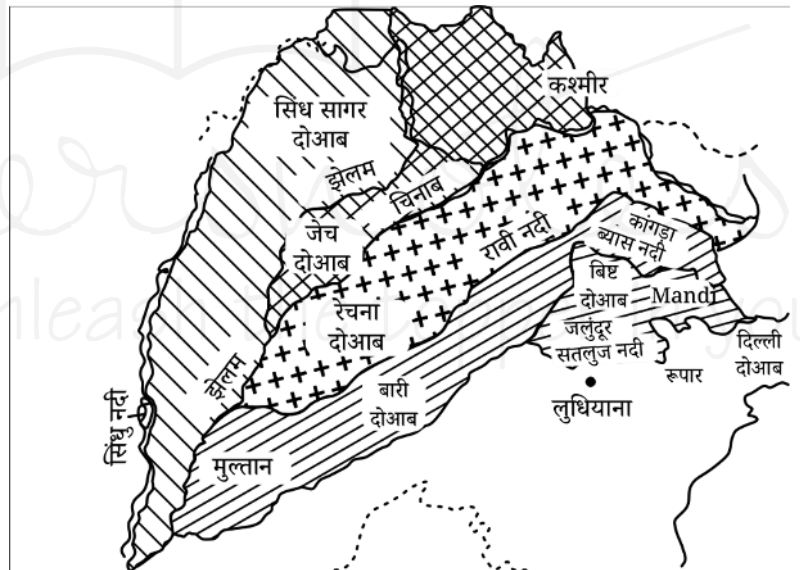 कश्मीर
सिंध सागर
दोआब
झेलम
चिनाब
जेच
दोआब
रावी नदी
कांगड़ा
ब्यास नदी
बिष्ट
दोआब
Mandi
रेचना
दोआब
जलुंदूर
सतलुज नदी
रूपार
दिल्ली
दोआब
झेलम
बारी
दोआब
लुधियाना
सिंधु नदी
मुल्तान